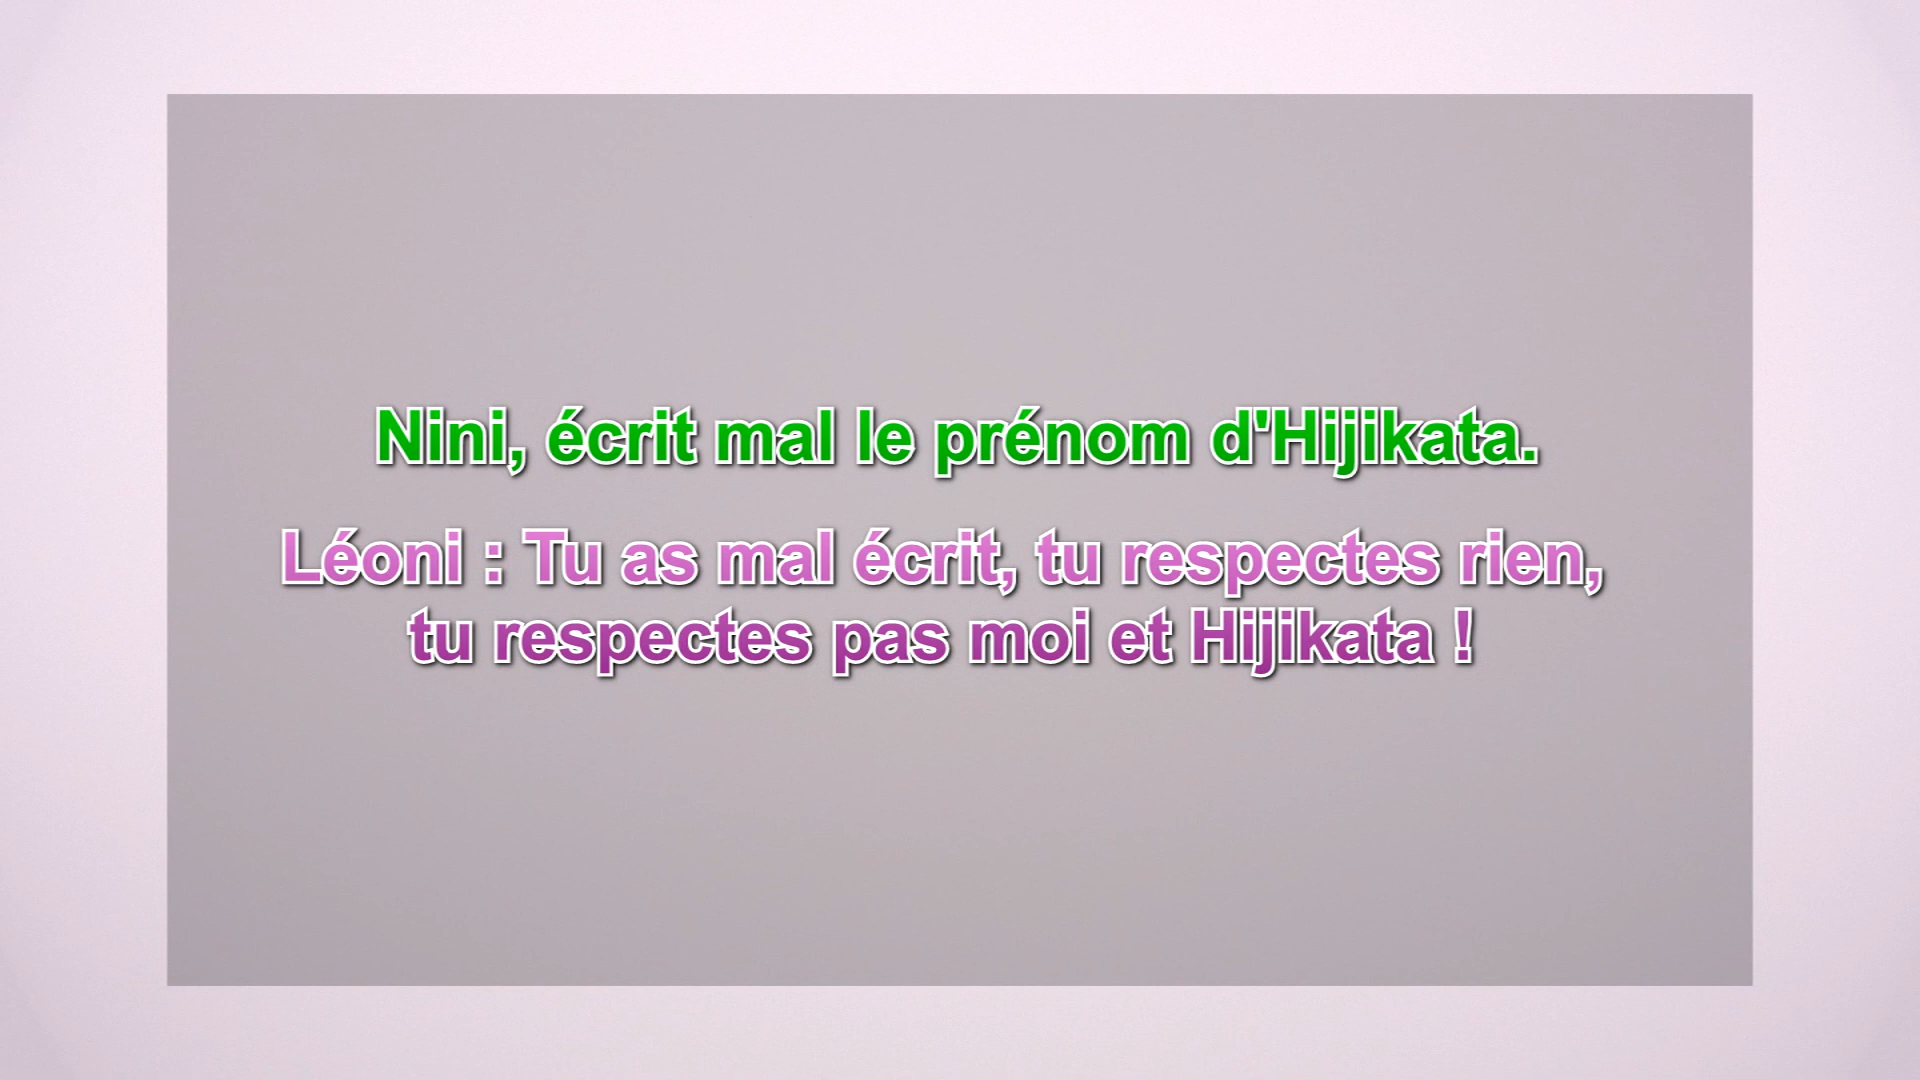 Nini, écrit mal le prénom d'Hijikata.
Léoni : Tu as mal écrit, tu respectes rien,
tu respectes pas moi et Hijikata !